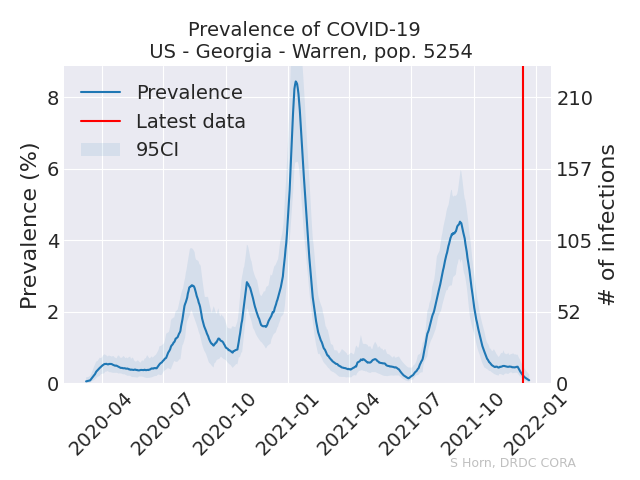 Prevalence of COVID-19
US - Georgia - Warren, pop. 5254
Prevalence
Latest data
95CI
Prevalence (%)
8
6
4
2
0
# of infections
210
157
105
52
0
2020-04
2020-07
2020-10
2021-01
2021-04
2021-07
2021-10
2022-01
S Horn, DRDC CORA